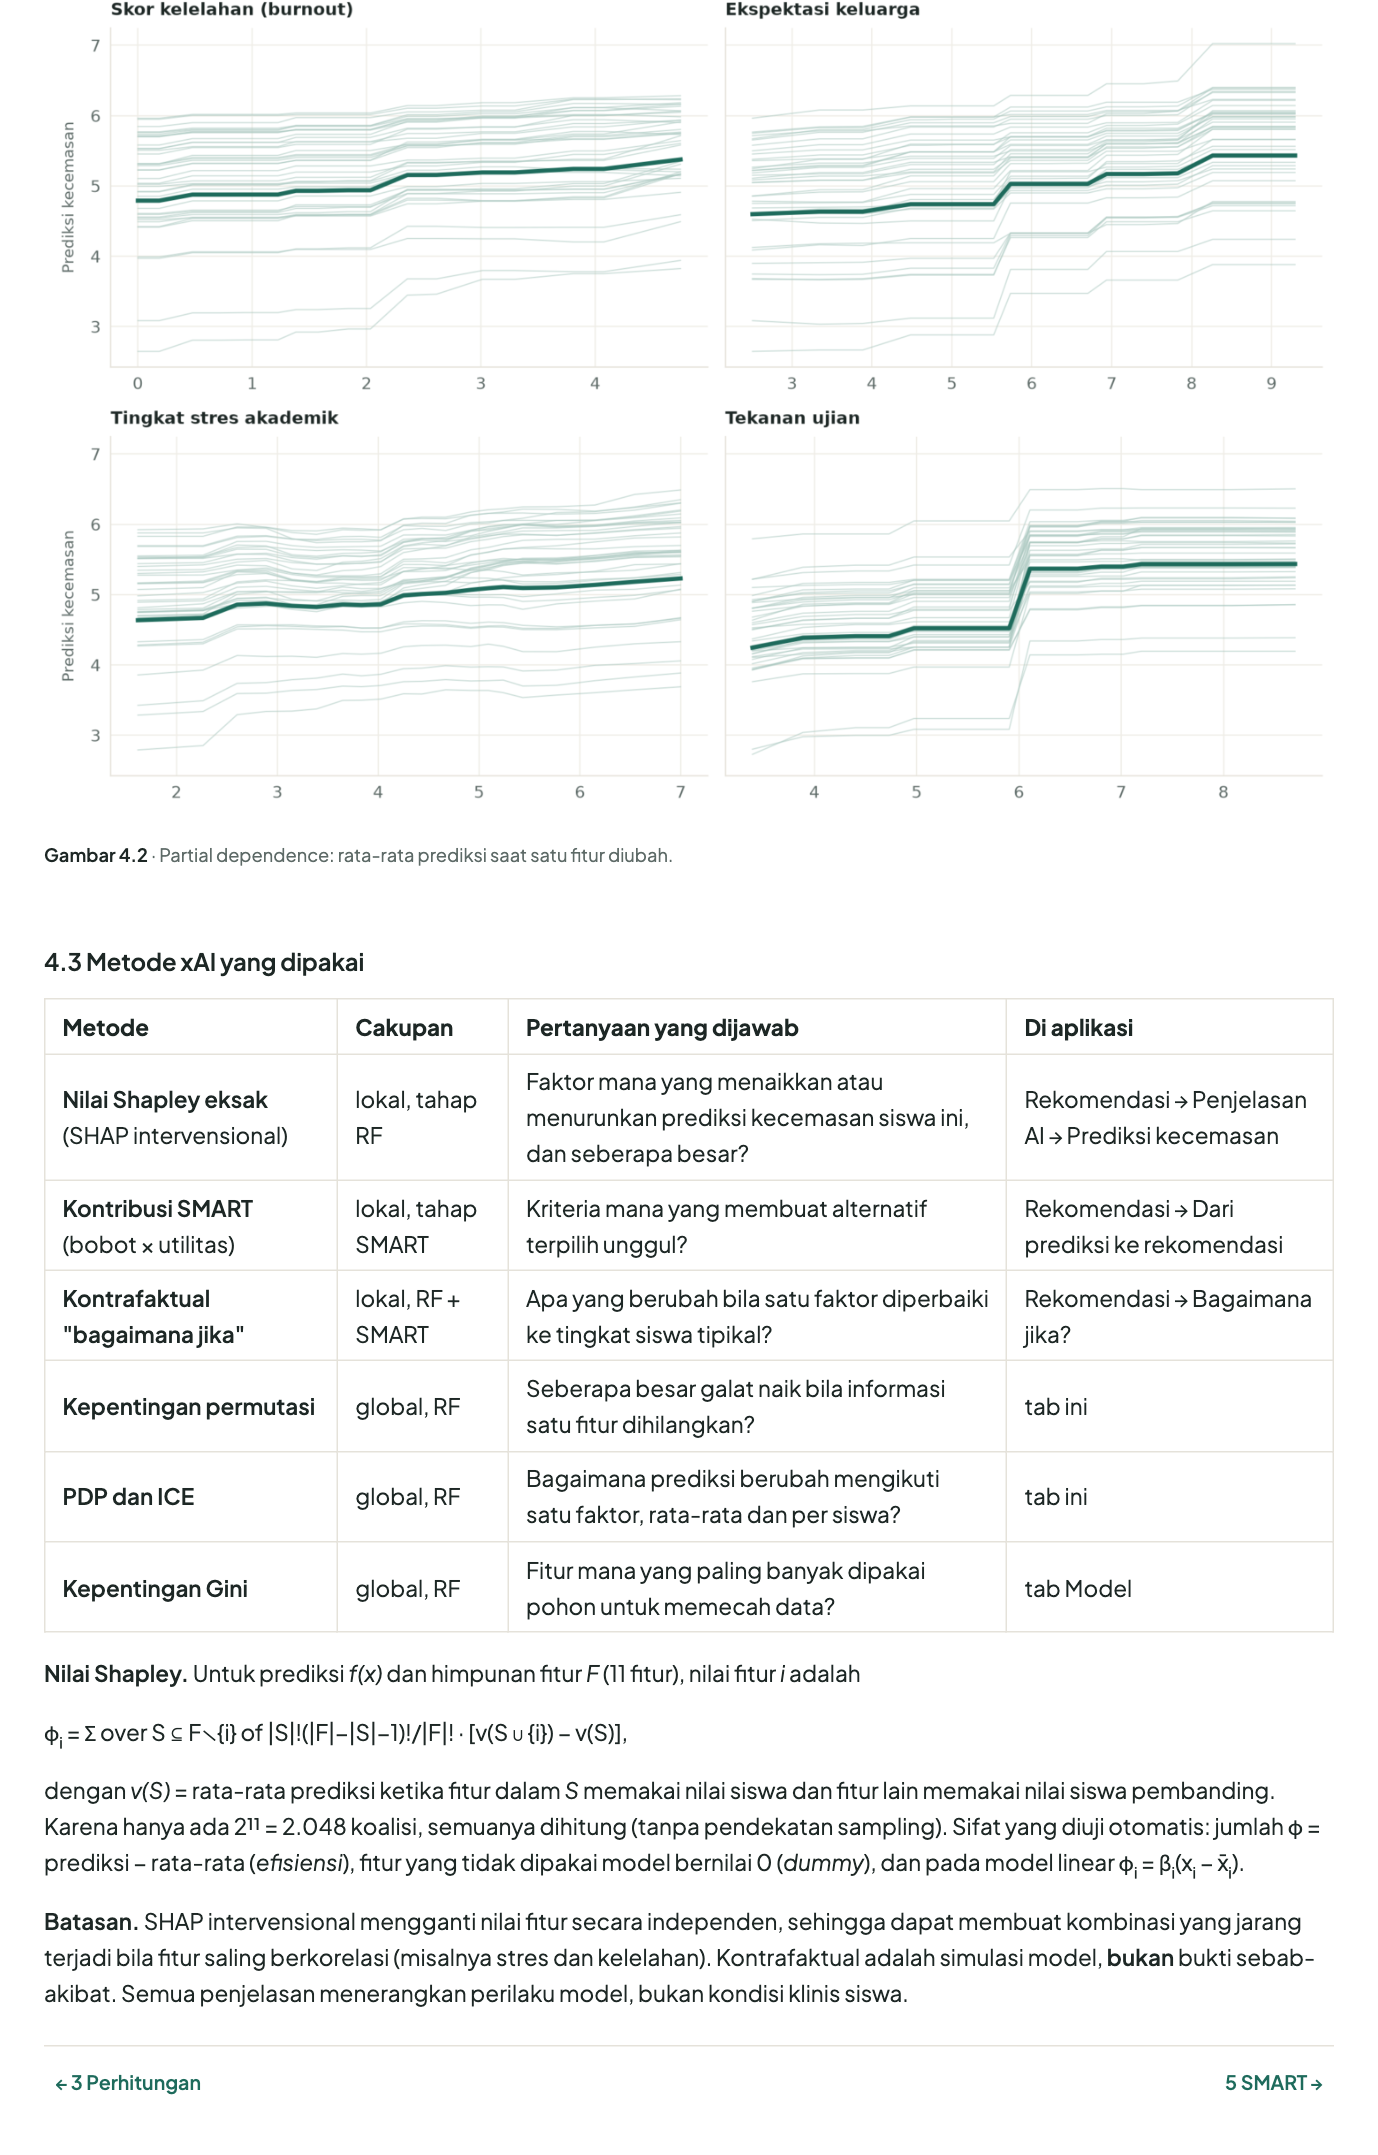 Skor kelelahan (burnout)
Ekspektasi keluarga
7
6
5
4
3
Prediksi kecemasan
0 1 2 3 4
3 4 5 6 7 8 9
Tingkat stres akademik
Tekanan ujian
7
6
5
4
3
Prediksi kecemasan
2 3 4 5 6 7
4 5 6 7 8
Gambar 4.2 · Partial dependence: rata-rata prediksi saat satu fitur diubah.
4.3 Metode xAI yang dipakai
Metode Cakupan Pertanyaan yang dijawab Di aplikasi
Nilai Shapley eksak
(SHAP intervensional)
lokal, tahap
RF
Faktor mana yang menaikkan atau
menurunkan prediksi kecemasan siswa ini,
dan seberapa besar?
Rekomendasi → Penjelasan
AI → Prediksi kecemasan
Kontribusi SMART
(bobot × utilitas)
lokal, tahap
SMART
Kriteria mana yang membuat alternatif
terpilih unggul?
Rekomendasi → Dari
prediksi ke rekomendasi
Kontrafaktual
"bagaimana jika"
lokal, RF +
SMART
Apa yang berubah bila satu faktor diperbaiki
ke tingkat siswa tipikal?
Rekomendasi → Bagaimana
jika?
Kepentingan permutasi
global, RF
Seberapa besar galat naik bila informasi
satu fitur dihilangkan?
tab ini
PDP dan ICE
global, RF
Bagaimana prediksi berubah mengikuti
satu faktor, rata-rata dan per siswa?
tab ini
Kepentingan Gini
global, RF
Fitur mana yang paling banyak dipakai
pohon untuk memecah data?
tab Model
Nilai Shapley. Untuk prediksi f(x) dan himpunan fitur F (11 fitur), nilai fitur i adalah
ϕᵢ = Σ over S ⊆ F∖{i} of |S|!(|F|−|S|−1)!/|F|! · [v(S ∪ {i}) − v(S)],
dengan v(S) = rata-rata prediksi ketika fitur dalam S memakai nilai siswa dan fitur lain memakai nilai siswa pembanding.
Karena hanya ada 2¹¹ = 2.048 koalisi, semuanya dihitung (tanpa pendekatan sampling). Sifat yang diuji otomatis: jumlah ϕ =
prediksi − rata-rata (efisiensi), fitur yang tidak dipakai model bernilai 0 (dummy), dan pada model linear ϕᵢ = βᵢ(xᵢ − x̄ᵢ).
Batasan. SHAP intervensional mengganti nilai fitur secara independen, sehingga dapat membuat kombinasi yang jarang
terjadi bila fitur saling berkorelasi (misalnya stres dan kelelahan). Kontrafaktual adalah simulasi model, bukan bukti sebab-
akibat. Semua penjelasan menerangkan perilaku model, bukan kondisi klinis siswa.
← 3 Perhitungan
5 SMART →